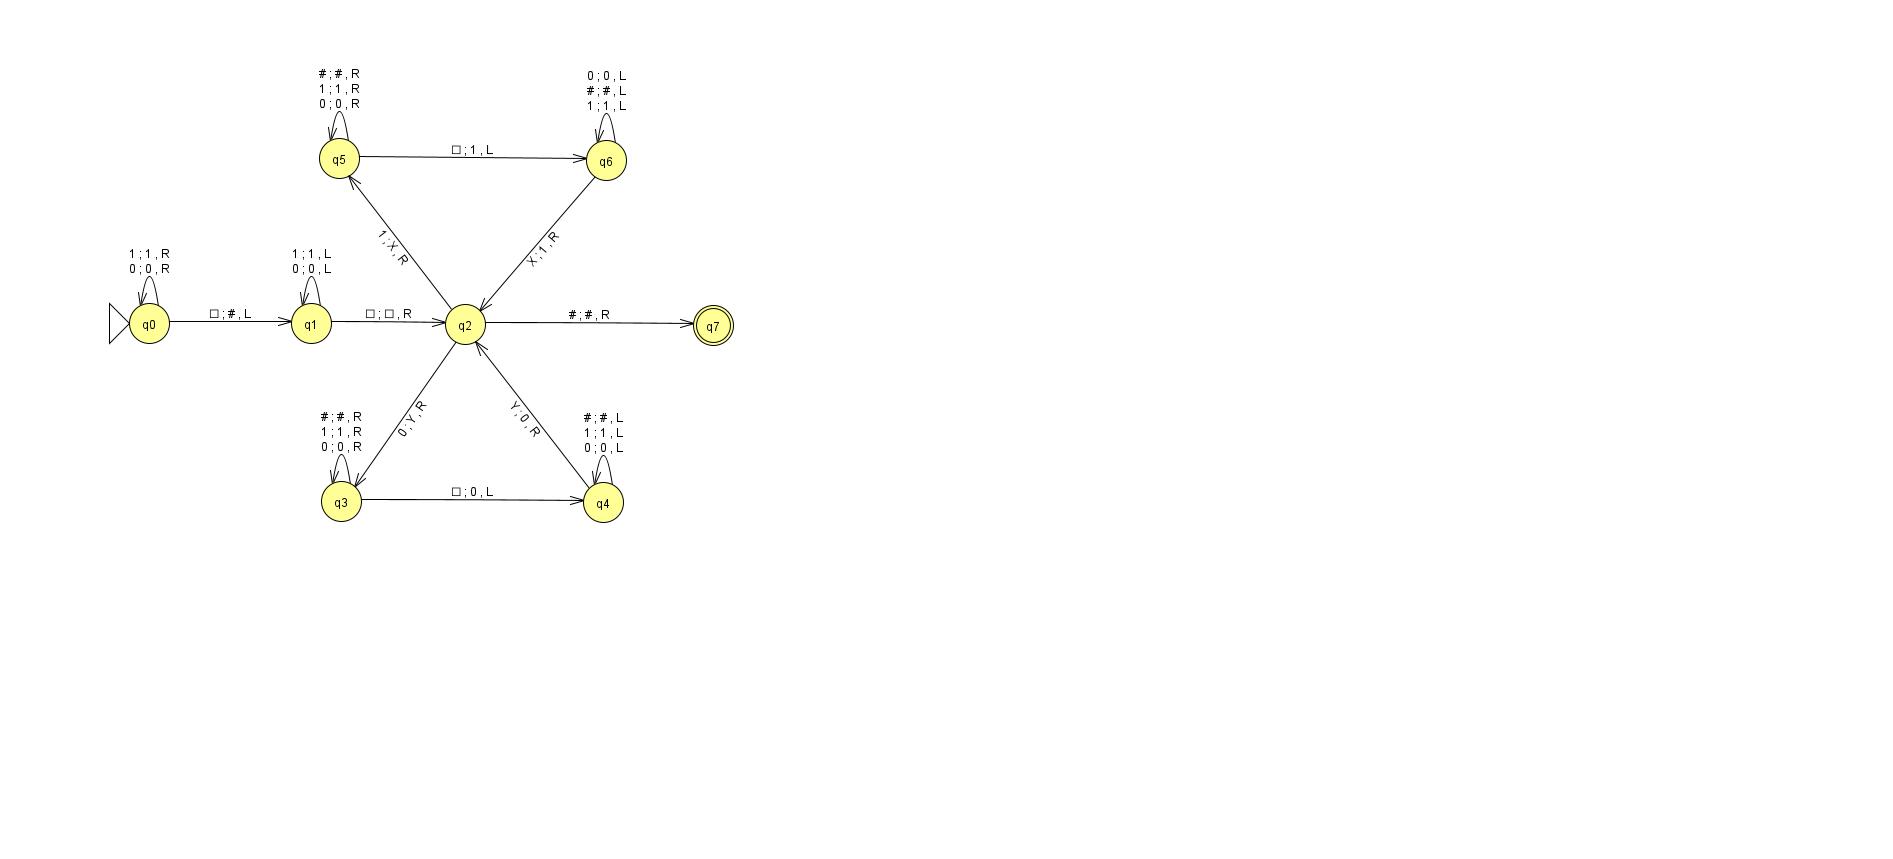 #;#,R
1;1,R
0;0,R
0;0,L
#;#,L
1;1,L
q5
□;1,L
q6
1;X,R
X;1,R
1;1,R
0;0,R
1;1,L
0;0,L
q0
□;#,L
q1
□;□,R
q2
#;#,R
q7
0;Y,R
Y;0,R
#;#,R
1;1,R
0;0,R
#;#,L
1;1,L
0;0,L
q3
□;0,L
q4